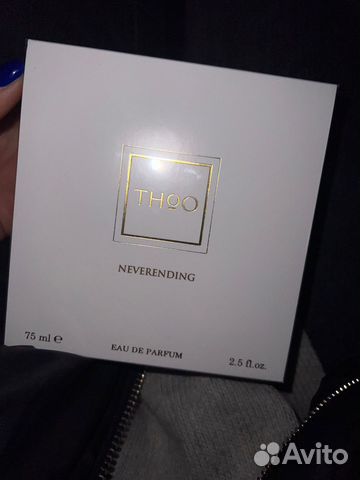 THoO
NEVERENDING
75 ml ℮
EAU DE PARFUM
2.5 fl.oz.
Avito